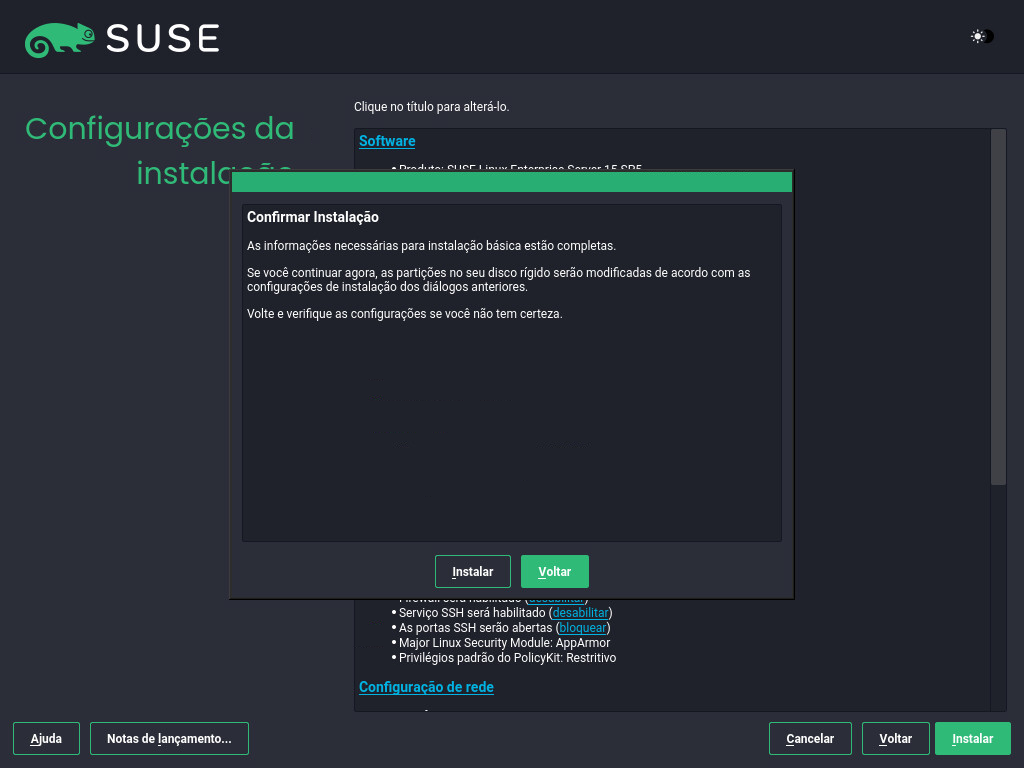 SUSE
Configurações da
instalação
Clique no título para alterá-lo.
Software
Produto: SUSE Linux Enterprise Server 15 SP5
Confirmar Instalação
As informações necessárias para instalação básica estão completas.
Se você continuar agora, as partições no seu disco rígido serão modificadas de acordo com as
configurações de instalação dos diálogos anteriores.
Volte e verifique as configurações se você não tem certeza.
Instalar
Voltar
Firewall será habilitado (desabilitar)
Serviço SSH será habilitado (desabilitar)
As portas SSH serão abertas (bloquear)
Major Linux Security Module: AppArmor
Privilégios padrão do PolicyKit: Restritivo
Configuração de rede
Ajuda
Notas de lançamento...
Cancelar
Voltar
Instalar